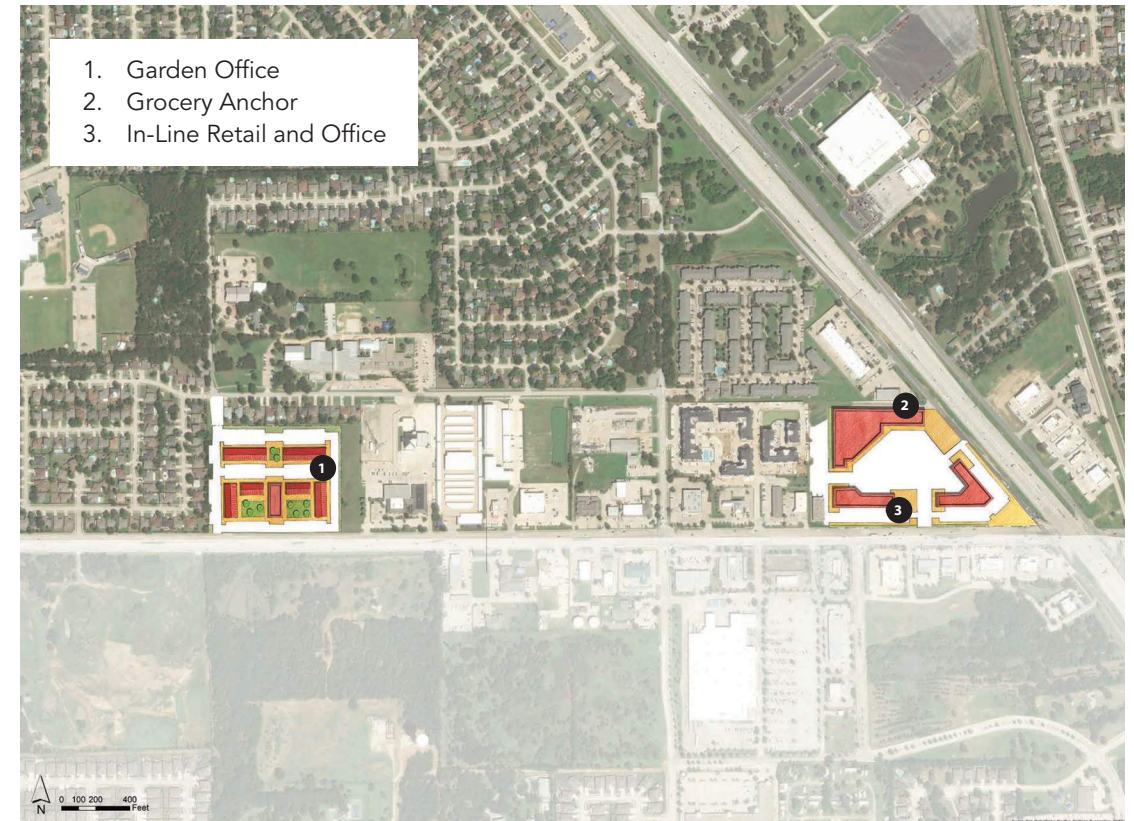 1. Garden Office
2. Grocery Anchor
3. In-Line Retail and Office
2
1
3
N
0 100 200 400
Feet